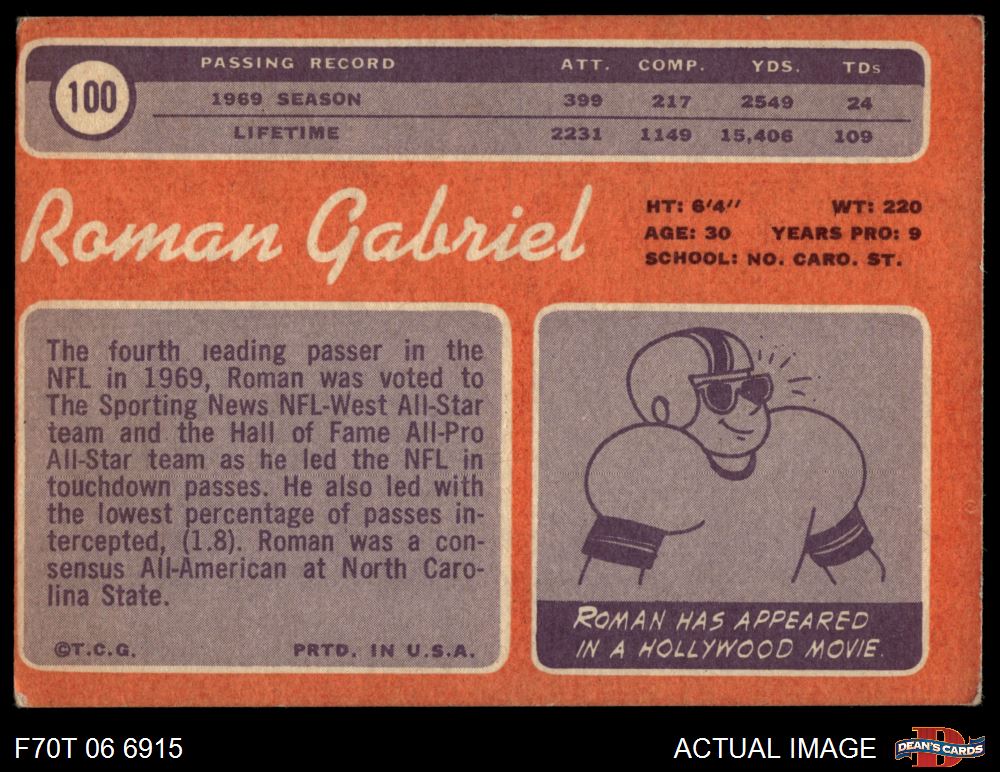 100
PASSING RECORD ATT. COMP. YDS. TDs
1969 SEASON 399 217 2549 24
LIFETIME 2231 1149 15,406 109
Roman Gabriel
HT: 6'4'' WT: 220
AGE: 30 YEARS PRO: 9
SCHOOL: NO. CARO. ST.
The fourth leading passer in the
NFL in 1969, Roman was voted to
The Sporting News NFL-West All-Star
team and the Hall of Fame All-Pro
All-Star team as he led the NFL in
touchdown passes. He also led with
the lowest percentage of passes in-
tercepted, (1.8). Roman was a con-
sensus All-American at North Caro-
lina State.
©T.C.G. PRTD. IN U.S.A.
ROMAN HAS APPEARED
IN A HOLLYWOOD MOVIE.
F70T 06 6915
ACTUAL IMAGE
DEAN'S CARDS